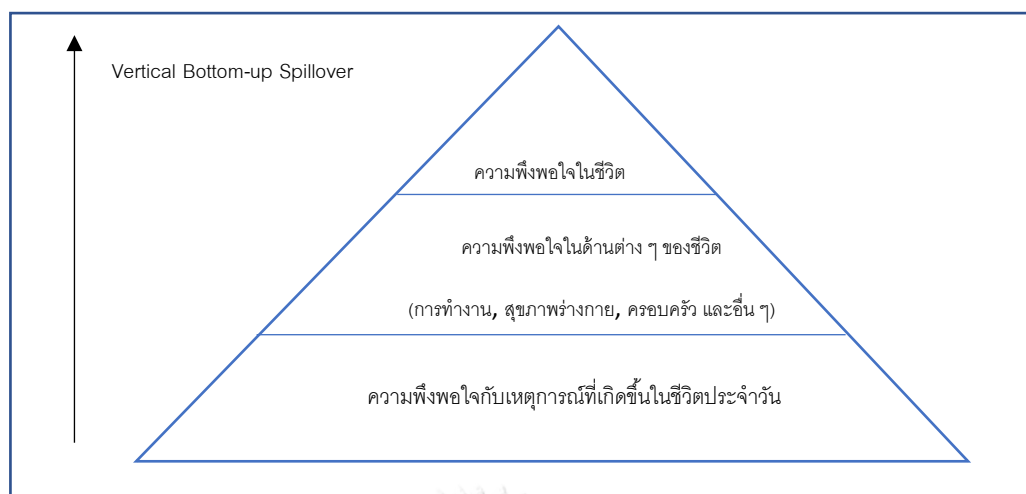 Vertical Bottom-up Spillover
ความพึงพอใจในชีวิต
ความพึงพอใจในด้านต่าง ๆ ของชีวิต
(การทำงาน, สุขภาพร่างกาย, ครอบครัว และอื่น ๆ)
ความพึงพอใจกับเหตุการณ์ที่เกิดขึ้นในชีวิตประจำวัน